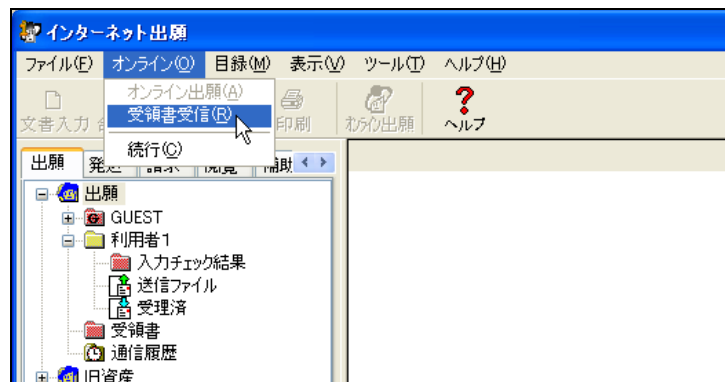 インターネット出願
ファイル(F) オンライン(O) 目録(M) 表示(V) ツール(T) ヘルプ(H)
オンライン出願(A)
受領書受信(R)
続行(C)
文書入力 印刷 オンライン出願 ヘルプ
出願 発送 請求 閲覧 補助
出願
GUEST
利用者1
入力チェック結果
送信ファイル
受理済
受領書
通信履歴
旧資産